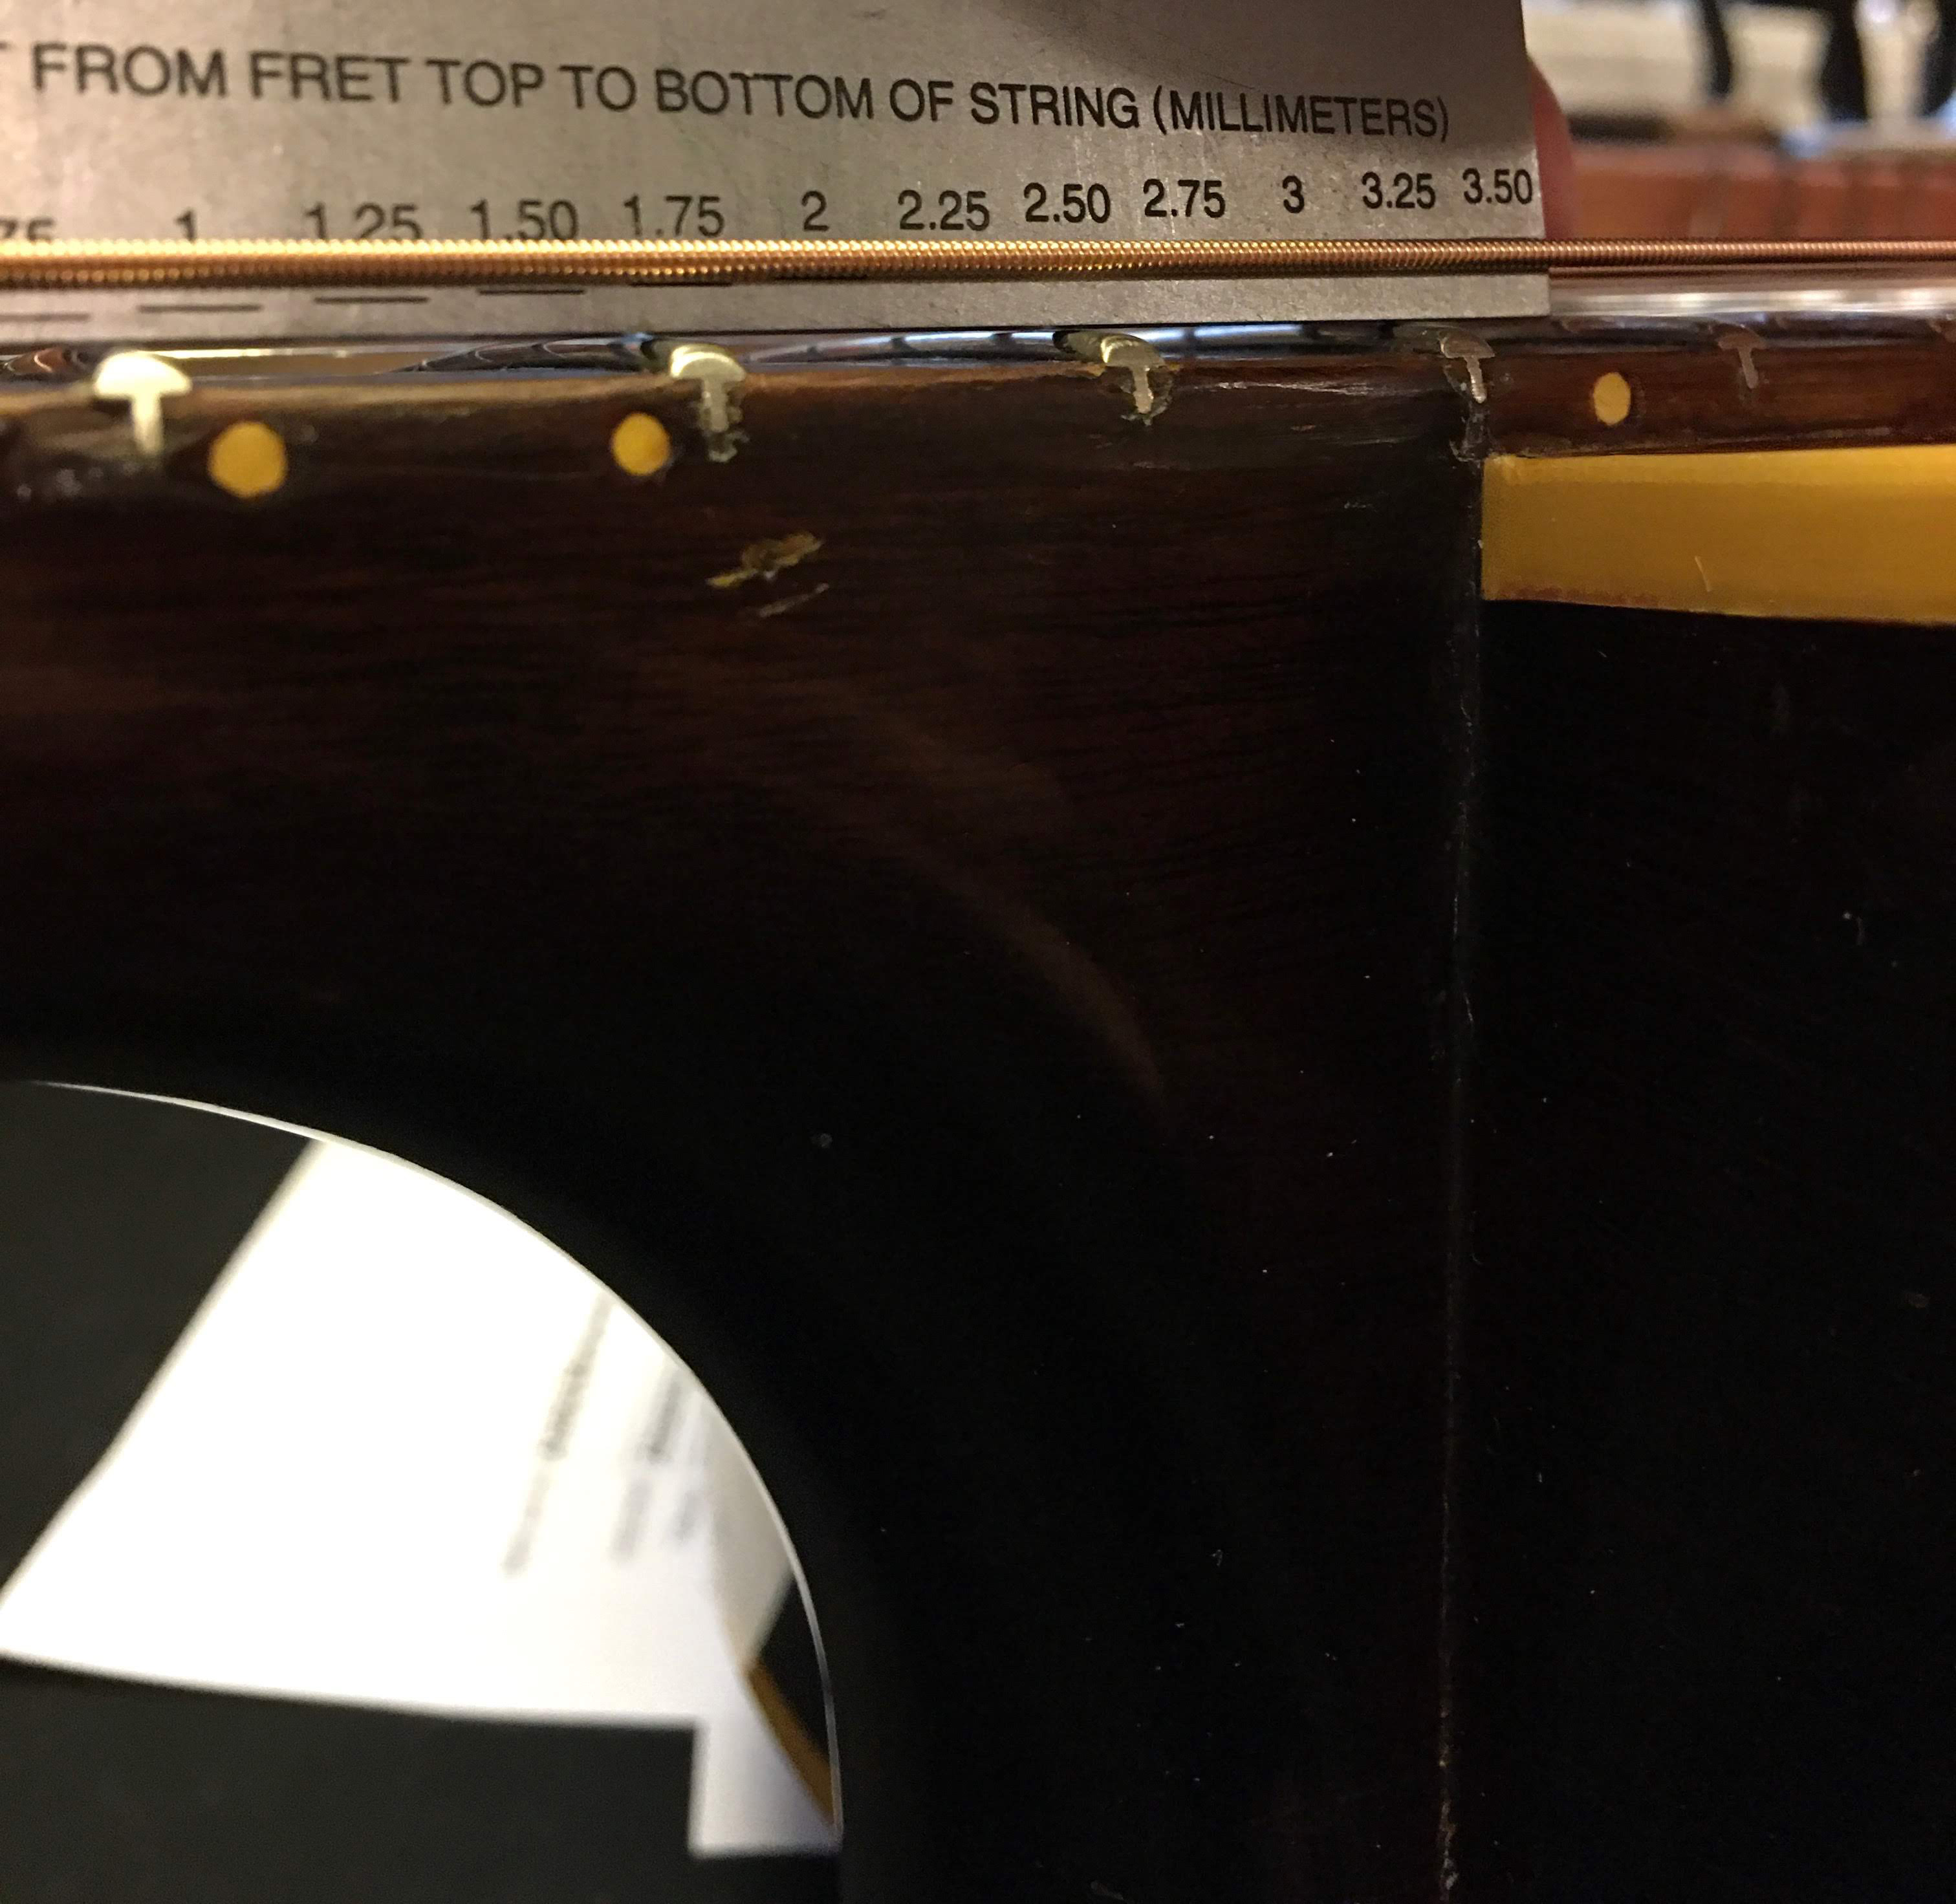 FROM FRET TOP TO BOTTOM OF STRING (MILLIMETERS)
1 1.25 1.50 1.75 2 2.25 2.50 2.75 3 3.25 3.50